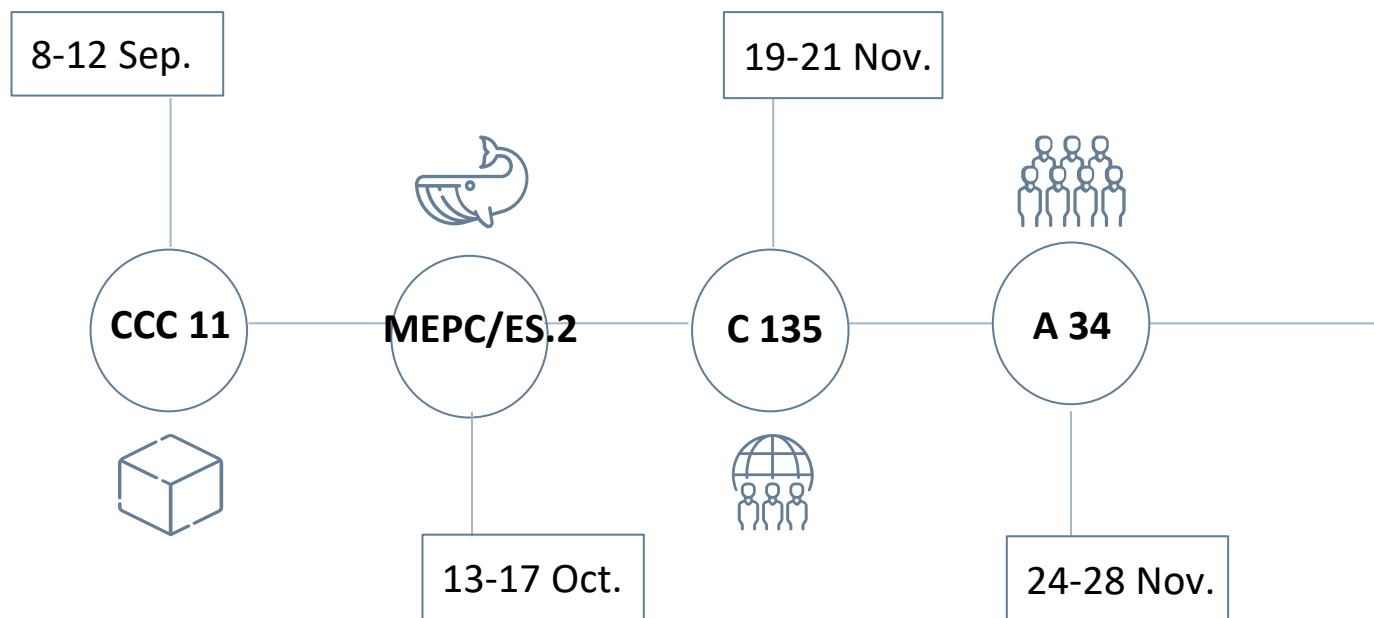 8-12 Sep.
19-21 Nov.
CCC 11
MEPC/ES.2
C 135
A 34
13-17 Oct.
24-28 Nov.